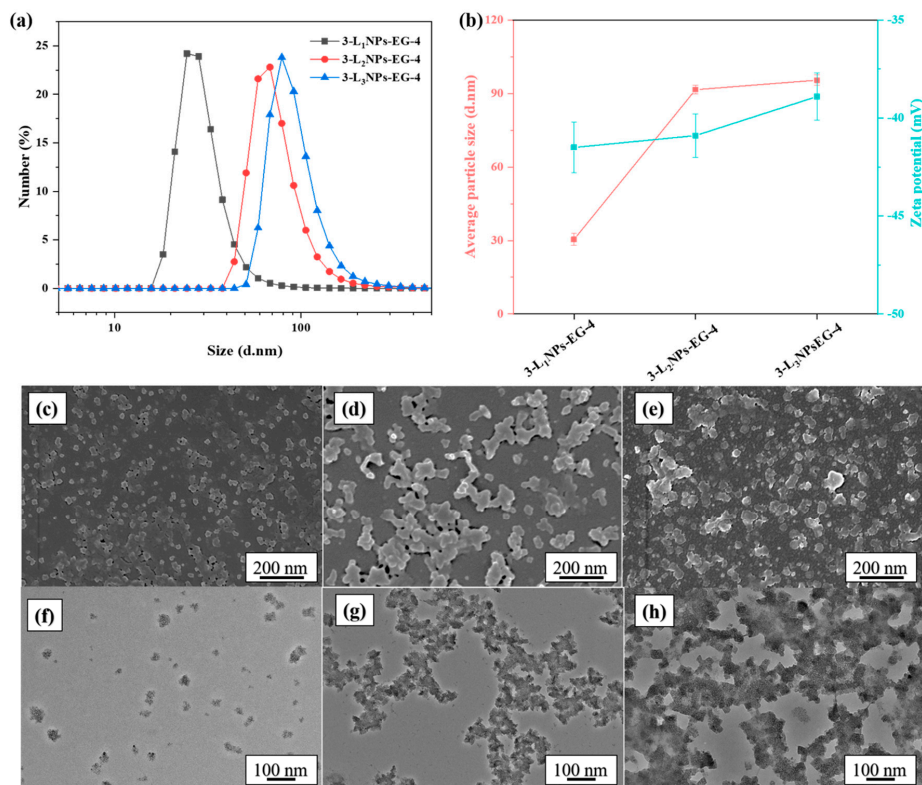 (a)
3-L₁NPs-EG-4
3-L₂NPs-EG-4
3-L₃NPs-EG-4
25
20
15
10
5
0
Number (%)
10
100
Size (d.nm)
(b)
120
90
60
30
0
Average particle size (d.nm)
-35
-40
-45
-50
Zeta potential (mV)
3-L₁NPs-EG-4
3-L₂NPs-EG-4
3-L₃NPsEG-4
(c)
200 nm
(d)
200 nm
(e)
200 nm
(f)
100 nm
(g)
100 nm
(h)
100 nm